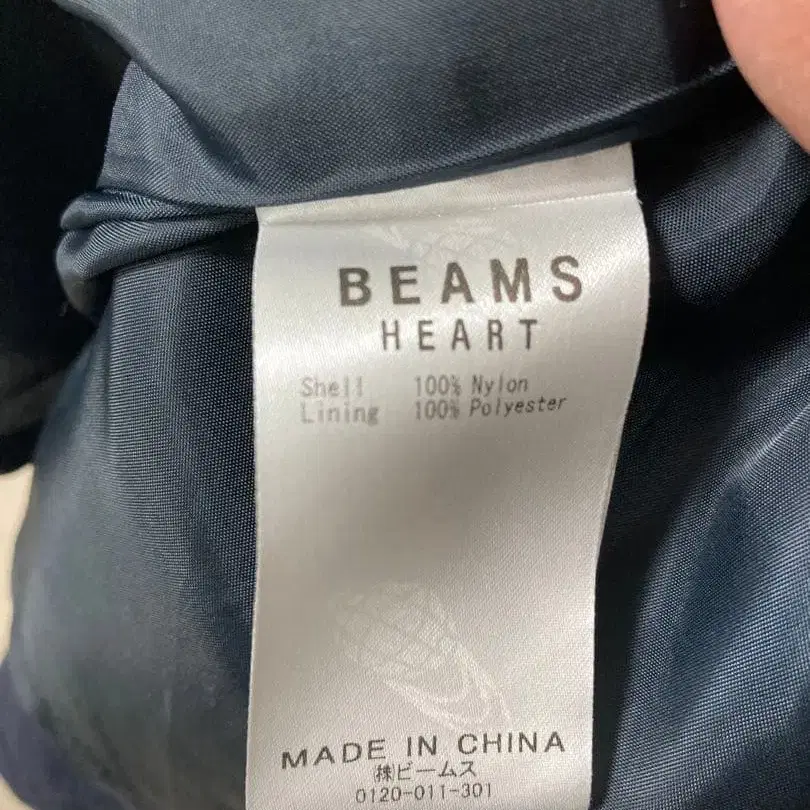 BEAMS
HEART
Shell 100% Nylon
Lining 100% Polyester
MADE IN CHINA
㈱ビームス
0120-011-301